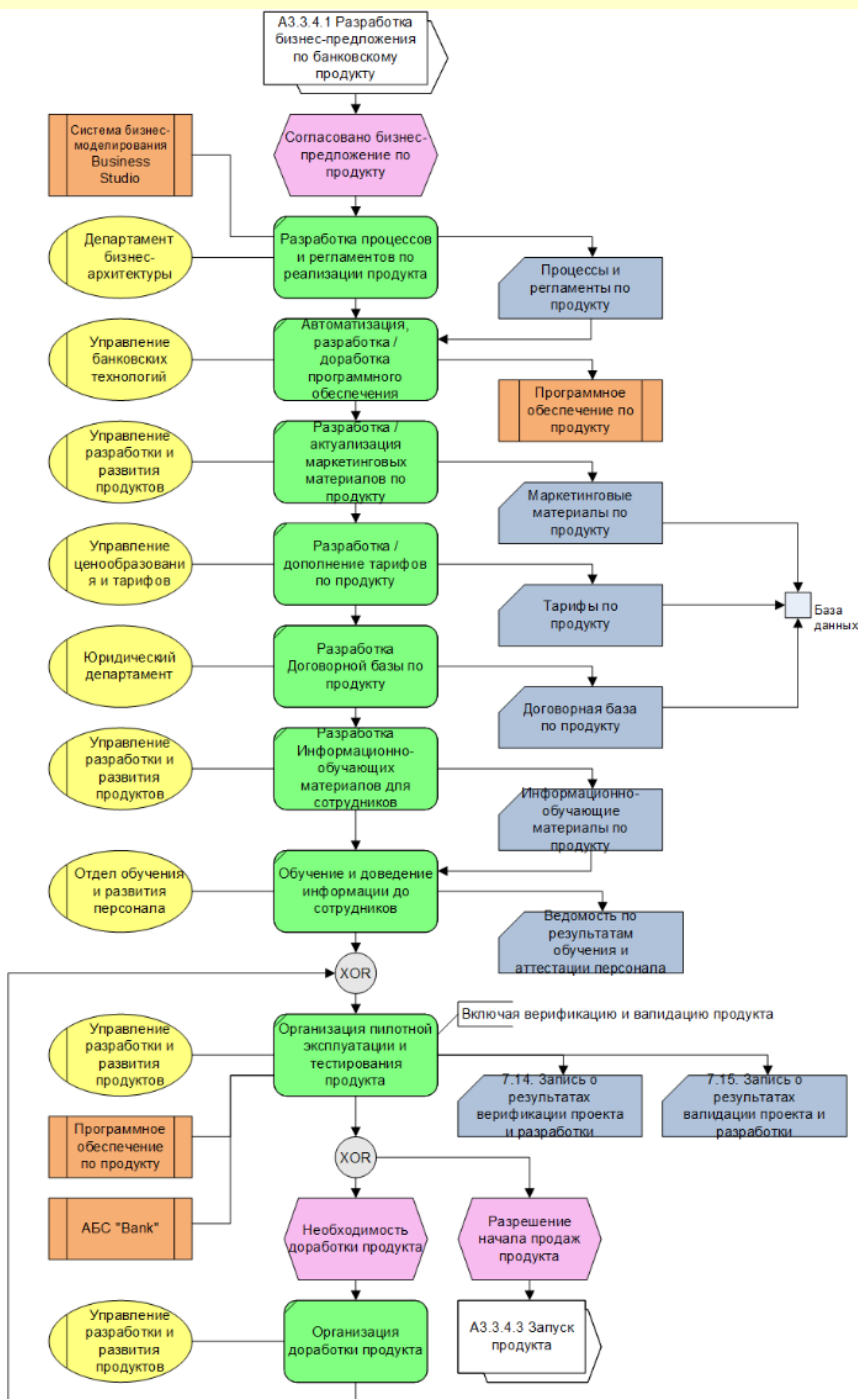 А3.3.4.1 Разработка
бизнес-предложения
по банковскому
продукту
Согласовано бизнес-
предложение по
продукту
Система бизнес-
моделирования
Business
Studio
Департамент
бизнес-
архитектуры
Разработка процессов
и регламентов по
реализации продукта
Процессы и
регламенты по
продукту
Управление
банковских
технологий
Автоматизация,
разработка /
доработка
программного
обеспечения
Программное
обеспечение по
продукту
Управление
разработки и
развития
продуктов
Разработка /
актуализация
маркетинговых
материалов по
продукту
Маркетинговые
материалы по
продукту
Управление
ценообразовани
я и тарифов
Разработка /
дополнение тарифов
по продукту
Тарифы по
продукту
База
данных
Юридический
департамент
Разработка
Договорной базы по
продукту
Договорная база
по продукту
Управление
разработки и
развития
продуктов
Разработка
Информационно-
обучающих
материалов для
сотрудников
Информационно-
обучающие
материалы по
продукту
Отдел обучения
и развития
персонала
Обучение и доведение
информации до
сотрудников
Ведомость по
результатам
обучения и
аттестации персонала
XOR
Включая верификацию и валидацию продукта
Управление
разработки и
развития
продуктов
Организация пилотной
эксплуатации и
тестирования
продукта
7.14. Запись о
результатах
верификации проекта
и разработки
7.15. Запись о
результатах
валидации проекта и
разработки
Программное
обеспечение
по продукту
XOR
АБС "Bank"
Необходимость
доработки продукта
Разрешение
начала продаж
продукта
Управление
разработки и
развития
продуктов
Организация
доработки продукта
А3.3.4.3 Запуск
продукта